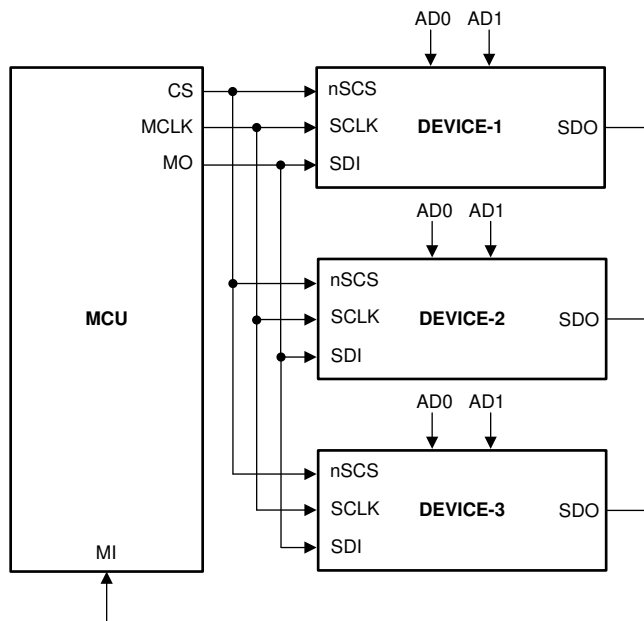 AD0 AD1
CS
nSCS
MCLK
SCLK
DEVICE-1
SDO
MO
SDI
AD0 AD1
nSCS
MCU
SCLK
DEVICE-2
SDO
SDI
AD0 AD1
nSCS
SCLK
DEVICE-3
SDO
SDI
MI